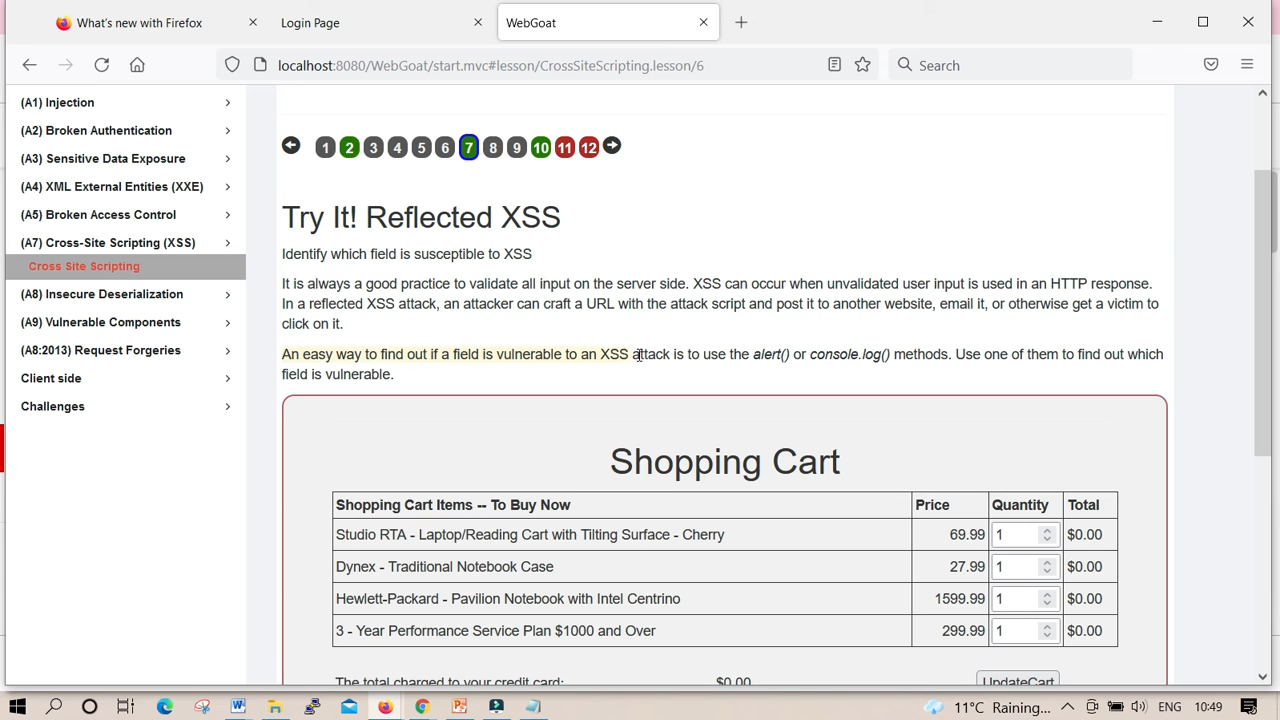 What's new with Firefox
Login Page
WebGoat
localhost:8080/WebGoat/start.mvc#lesson/CrossSiteScripting.lesson/6
Search
(A1) Injection
(A2) Broken Authentication
(A3) Sensitive Data Exposure
(A4) XML External Entities (XXE)
(A5) Broken Access Control
(A7) Cross-Site Scripting (XSS)
Cross Site Scripting
(A8) Insecure Deserialization
(A9) Vulnerable Components
(A8:2013) Request Forgeries
Client side
Challenges
1 2 3 4 5 6 7 8 9 10 11 12
Try It! Reflected XSS
Identify which field is susceptible to XSS
It is always a good practice to validate all input on the server side. XSS can occur when unvalidated user input is used in an HTTP response.
In a reflected XSS attack, an attacker can craft a URL with the attack script and post it to another website, email it, or otherwise get a victim to
click on it.
An easy way to find out if a field is vulnerable to an XSS attack is to use the alert() or console.log() methods. Use one of them to find out which
field is vulnerable.
Shopping Cart
Shopping Cart Items -- To Buy Now Price Quantity Total
Studio RTA - Laptop/Reading Cart with Tilting Surface - Cherry 69.99 1 $0.00
Dynex - Traditional Notebook Case 27.99 1 $0.00
Hewlett-Packard - Pavilion Notebook with Intel Centrino 1599.99 1 $0.00
3 - Year Performance Service Plan $1000 and Over 299.99 1 $0.00
The total charged to your credit card: $0.00 UpdateCart
11°C Raining... ENG 10:49